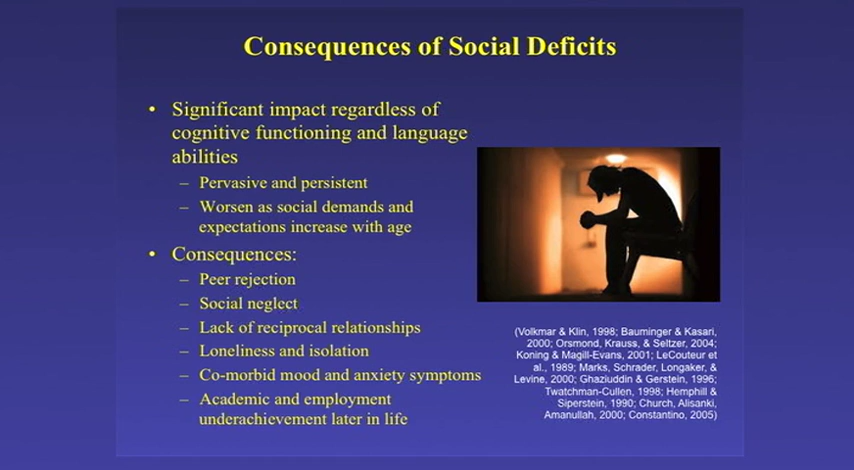 Consequences of Social Deficits
• Significant impact regardless of
cognitive functioning and language
abilities
– Pervasive and persistent
– Worsen as social demands and
expectations increase with age
• Consequences:
– Peer rejection
– Social neglect
– Lack of reciprocal relationships
– Loneliness and isolation
– Co-morbid mood and anxiety symptoms
– Academic and employment
underachievement later in life
(Volkmar & Klin, 1998; Bauminger & Kasari,
2000; Orsmond, Krauss, & Seltzer, 2004;
Koning & Magill-Evans, 2001; LeCouteur et
al., 1989; Marks, Schrader, Longaker, &
Levine, 2000; Ghaziuddin & Gerstein, 1996;
Twatchman-Cullen, 1998; Hemphill &
Siperstein, 1990; Church, Alisanki,
Amanullah, 2000; Constantino, 2005)